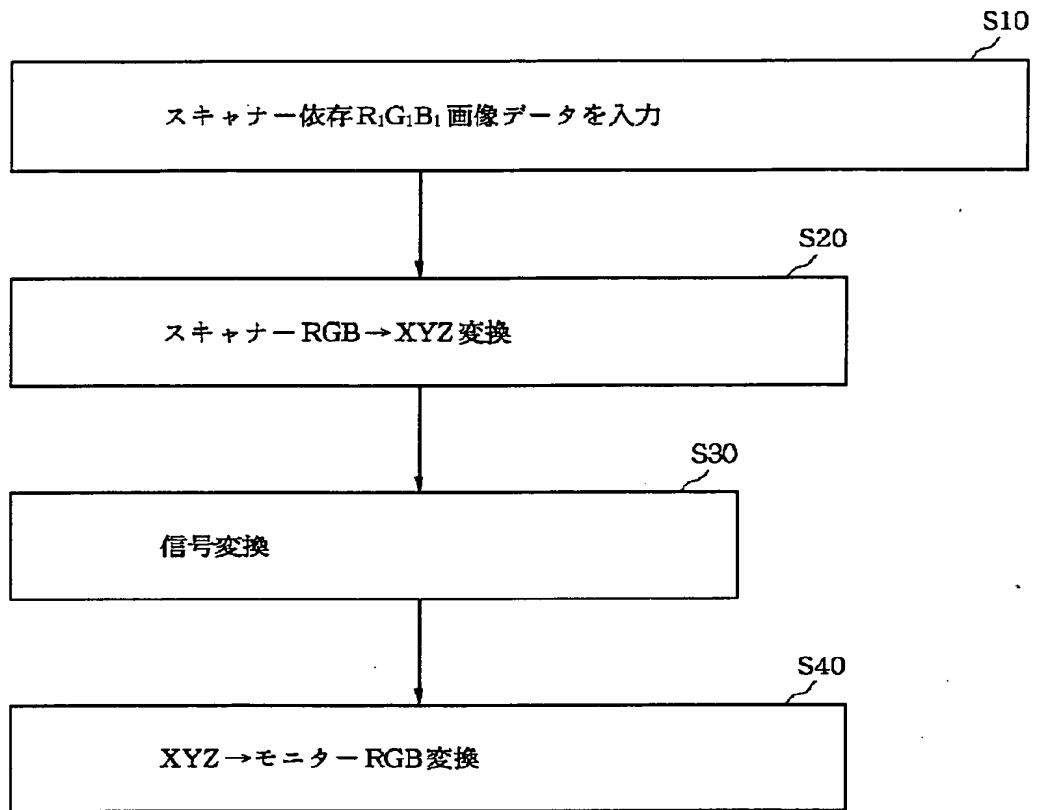 S10
スキャナー依存R₁G₁B₁画像データを入力
S20
スキャナーRGB→XYZ変換
S30
信号変換
S40
XYZ→モニターRGB変換